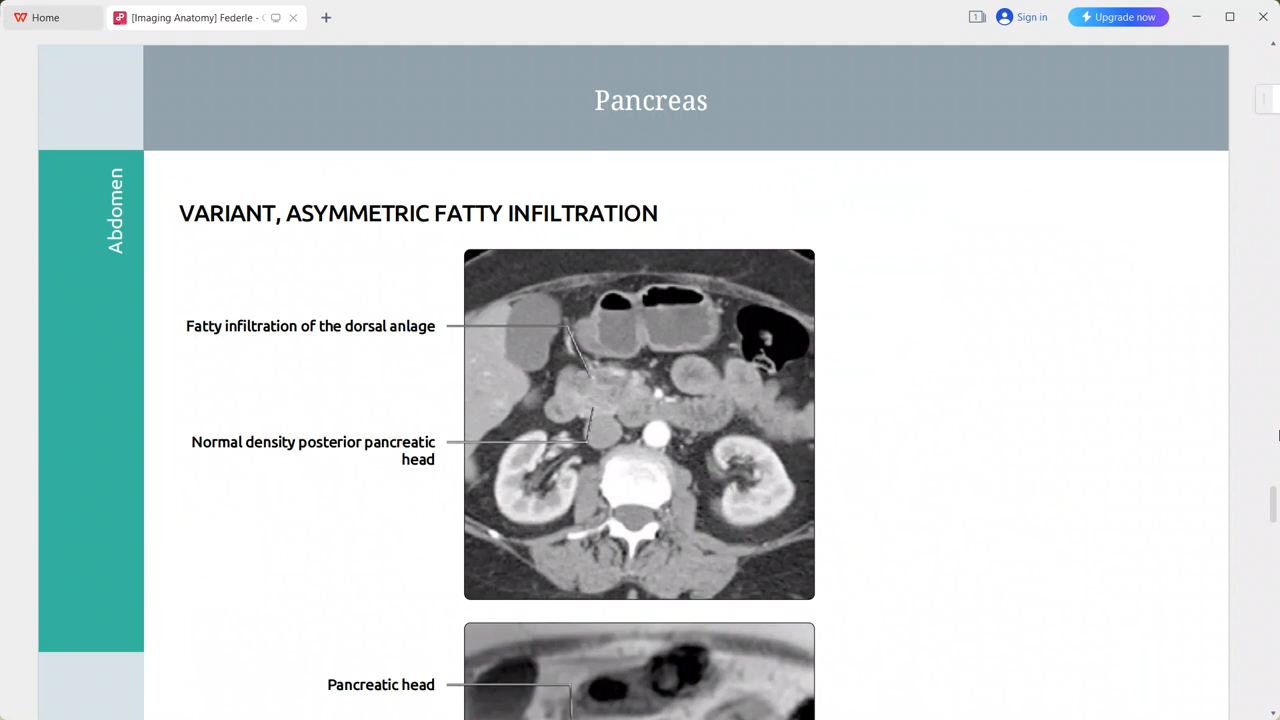 Home
[Imaging Anatomy] Federle -
1
Sign in
Upgrade now
Pancreas
Abdomen
VARIANT, ASYMMETRIC FATTY INFILTRATION
Fatty infiltration of the dorsal anlage
Normal density posterior pancreatic
head
Pancreatic head